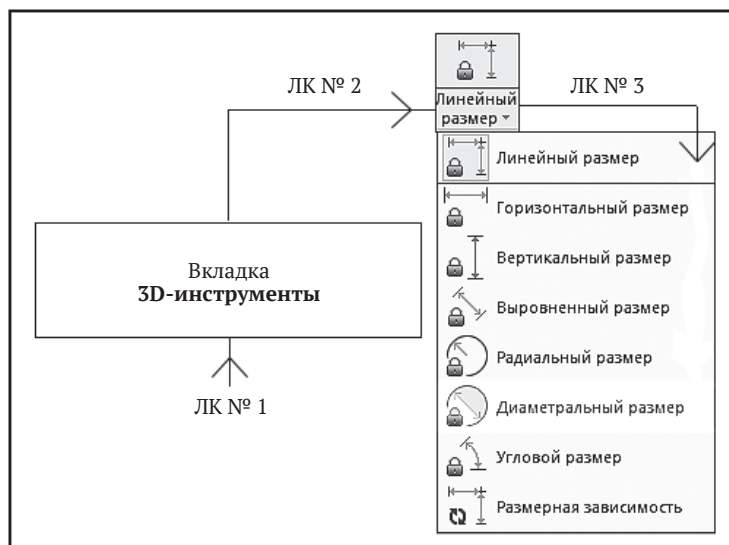 ЛК № 2
ЛК № 3
Линейный
размер
Линейный размер
Горизонтальный размер
Вертикальный размер
Выровненный размер
Радиальный размер
Диаметральный размер
Угловой размер
Размерная зависимость
Вкладка
3D-инструменты
ЛК № 1